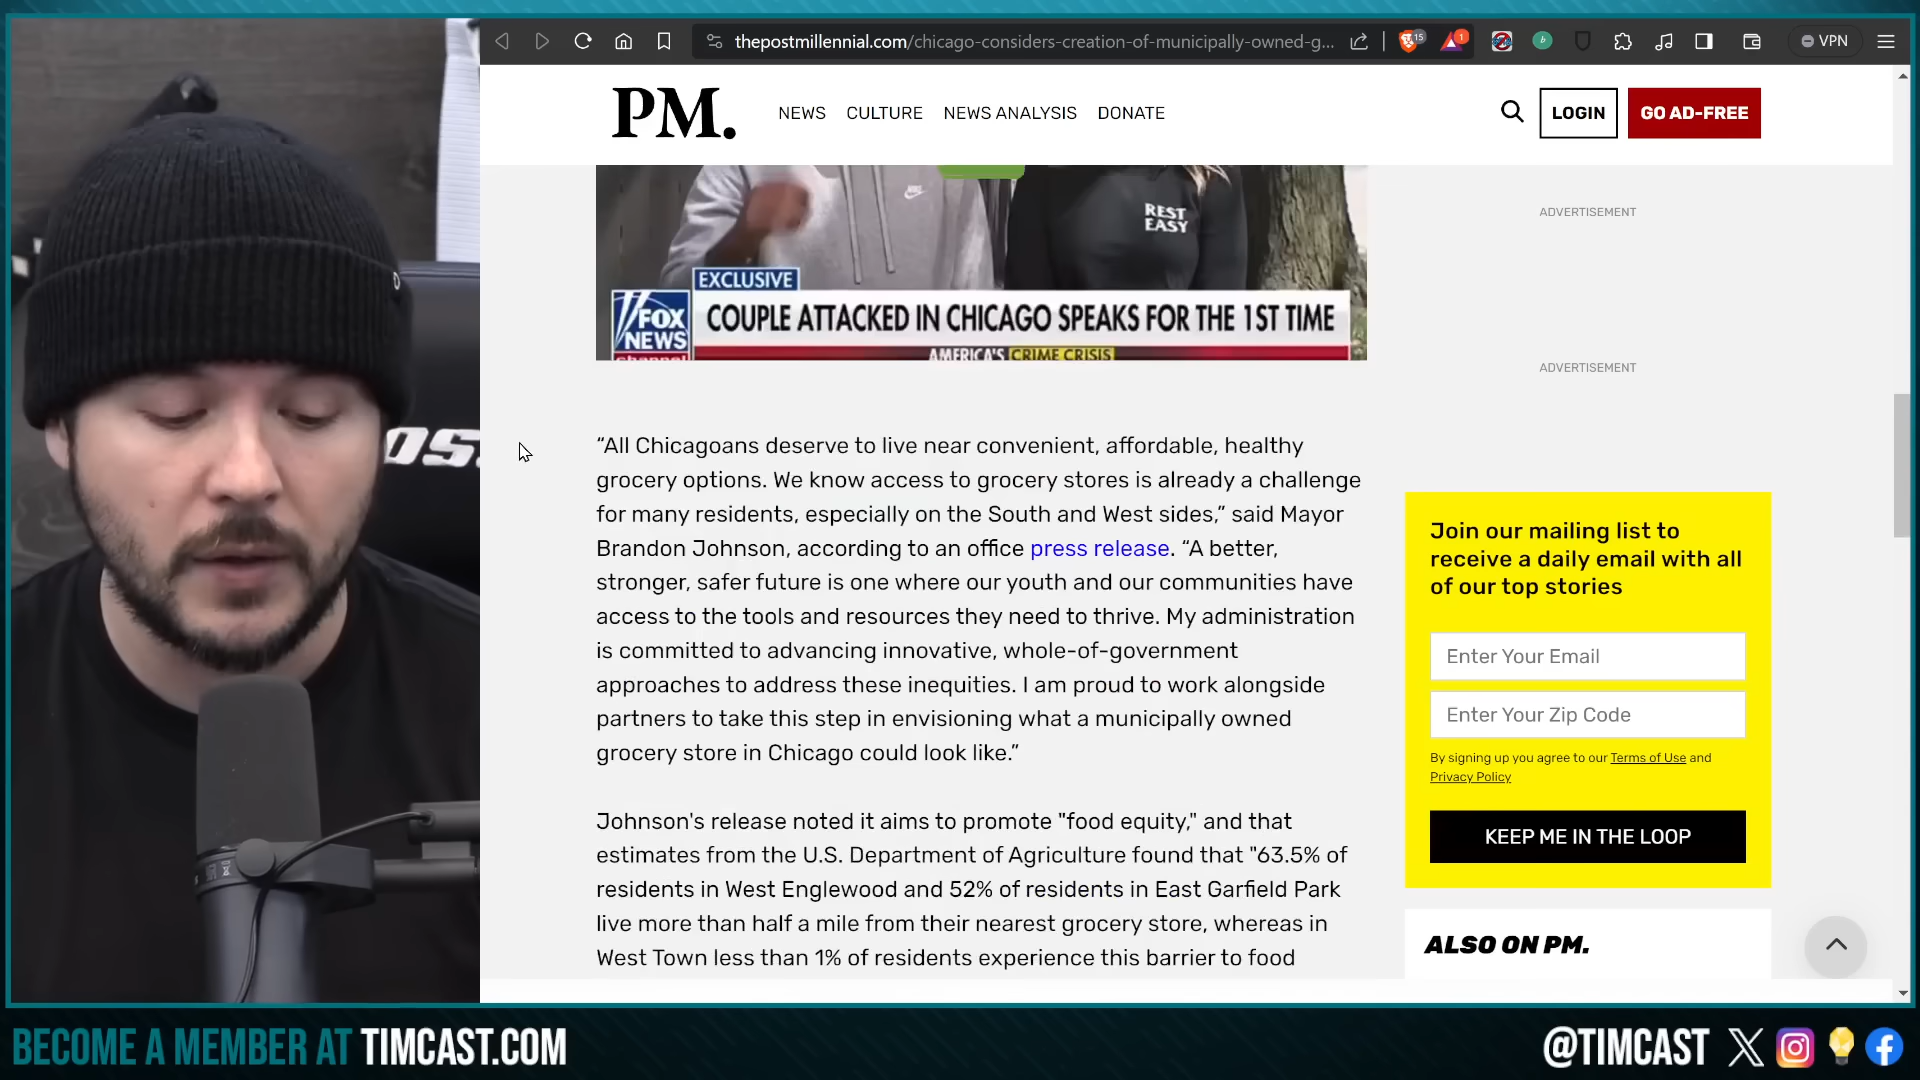 thepostmillennial.com/chicago-considers-creation-of-municipally-owned-g...
15
1
VPN
PM.
NEWS CULTURE NEWS ANALYSIS DONATE
LOGIN
GO AD-FREE
REST
EASY
EXCLUSIVE
FOX
NEWS
channel
COUPLE ATTACKED IN CHICAGO SPEAKS FOR THE 1ST TIME
AMERICA'S CRIME CRISIS
ADVERTISEMENT
ADVERTISEMENT
“All Chicagoans deserve to live near convenient, affordable, healthy
grocery options. We know access to grocery stores is already a challenge
for many residents, especially on the South and West sides,” said Mayor
Brandon Johnson, according to an office press release. “A better,
stronger, safer future is one where our youth and our communities have
access to the tools and resources they need to thrive. My administration
is committed to advancing innovative, whole-of-government
approaches to address these inequities. I am proud to work alongside
partners to take this step in envisioning what a municipally owned
grocery store in Chicago could look like.”
Johnson's release noted it aims to promote "food equity," and that
estimates from the U.S. Department of Agriculture found that "63.5% of
residents in West Englewood and 52% of residents in East Garfield Park
live more than half a mile from their nearest grocery store, whereas in
West Town less than 1% of residents experience this barrier to food
Join our mailing list to
receive a daily email with all
of our top stories
Enter Your Email
Enter Your Zip Code
By signing up you agree to our Terms of Use and
Privacy Policy
KEEP ME IN THE LOOP
ALSO ON PM.
BECOME A MEMBER AT TIMCAST.COM
@TIMCAST